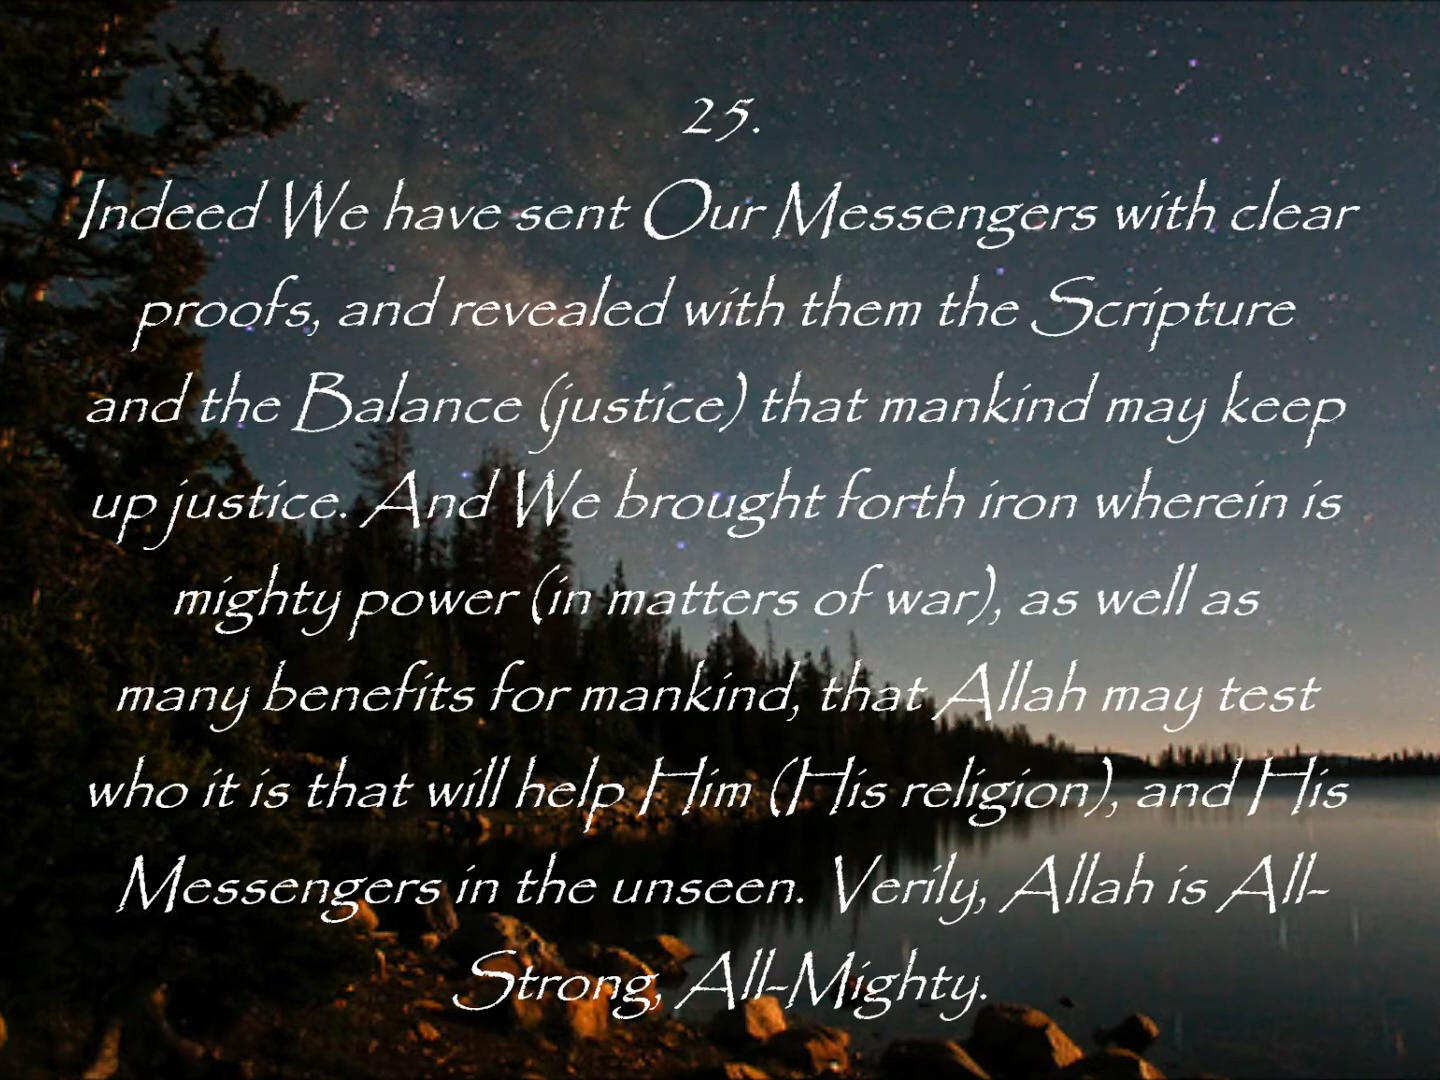 25.
Indeed We have sent Our Messengers with clear
proofs, and revealed with them the Scripture
and the Balance (justice) that mankind may keep
up justice. And We brought forth iron wherein is
mighty power (in matters of war), as well as
many benefits for mankind, that Allah may test
who it is that will help Him (His religion), and His
Messengers in the unseen. Verily, Allah is All-
Strong, All-Mighty.